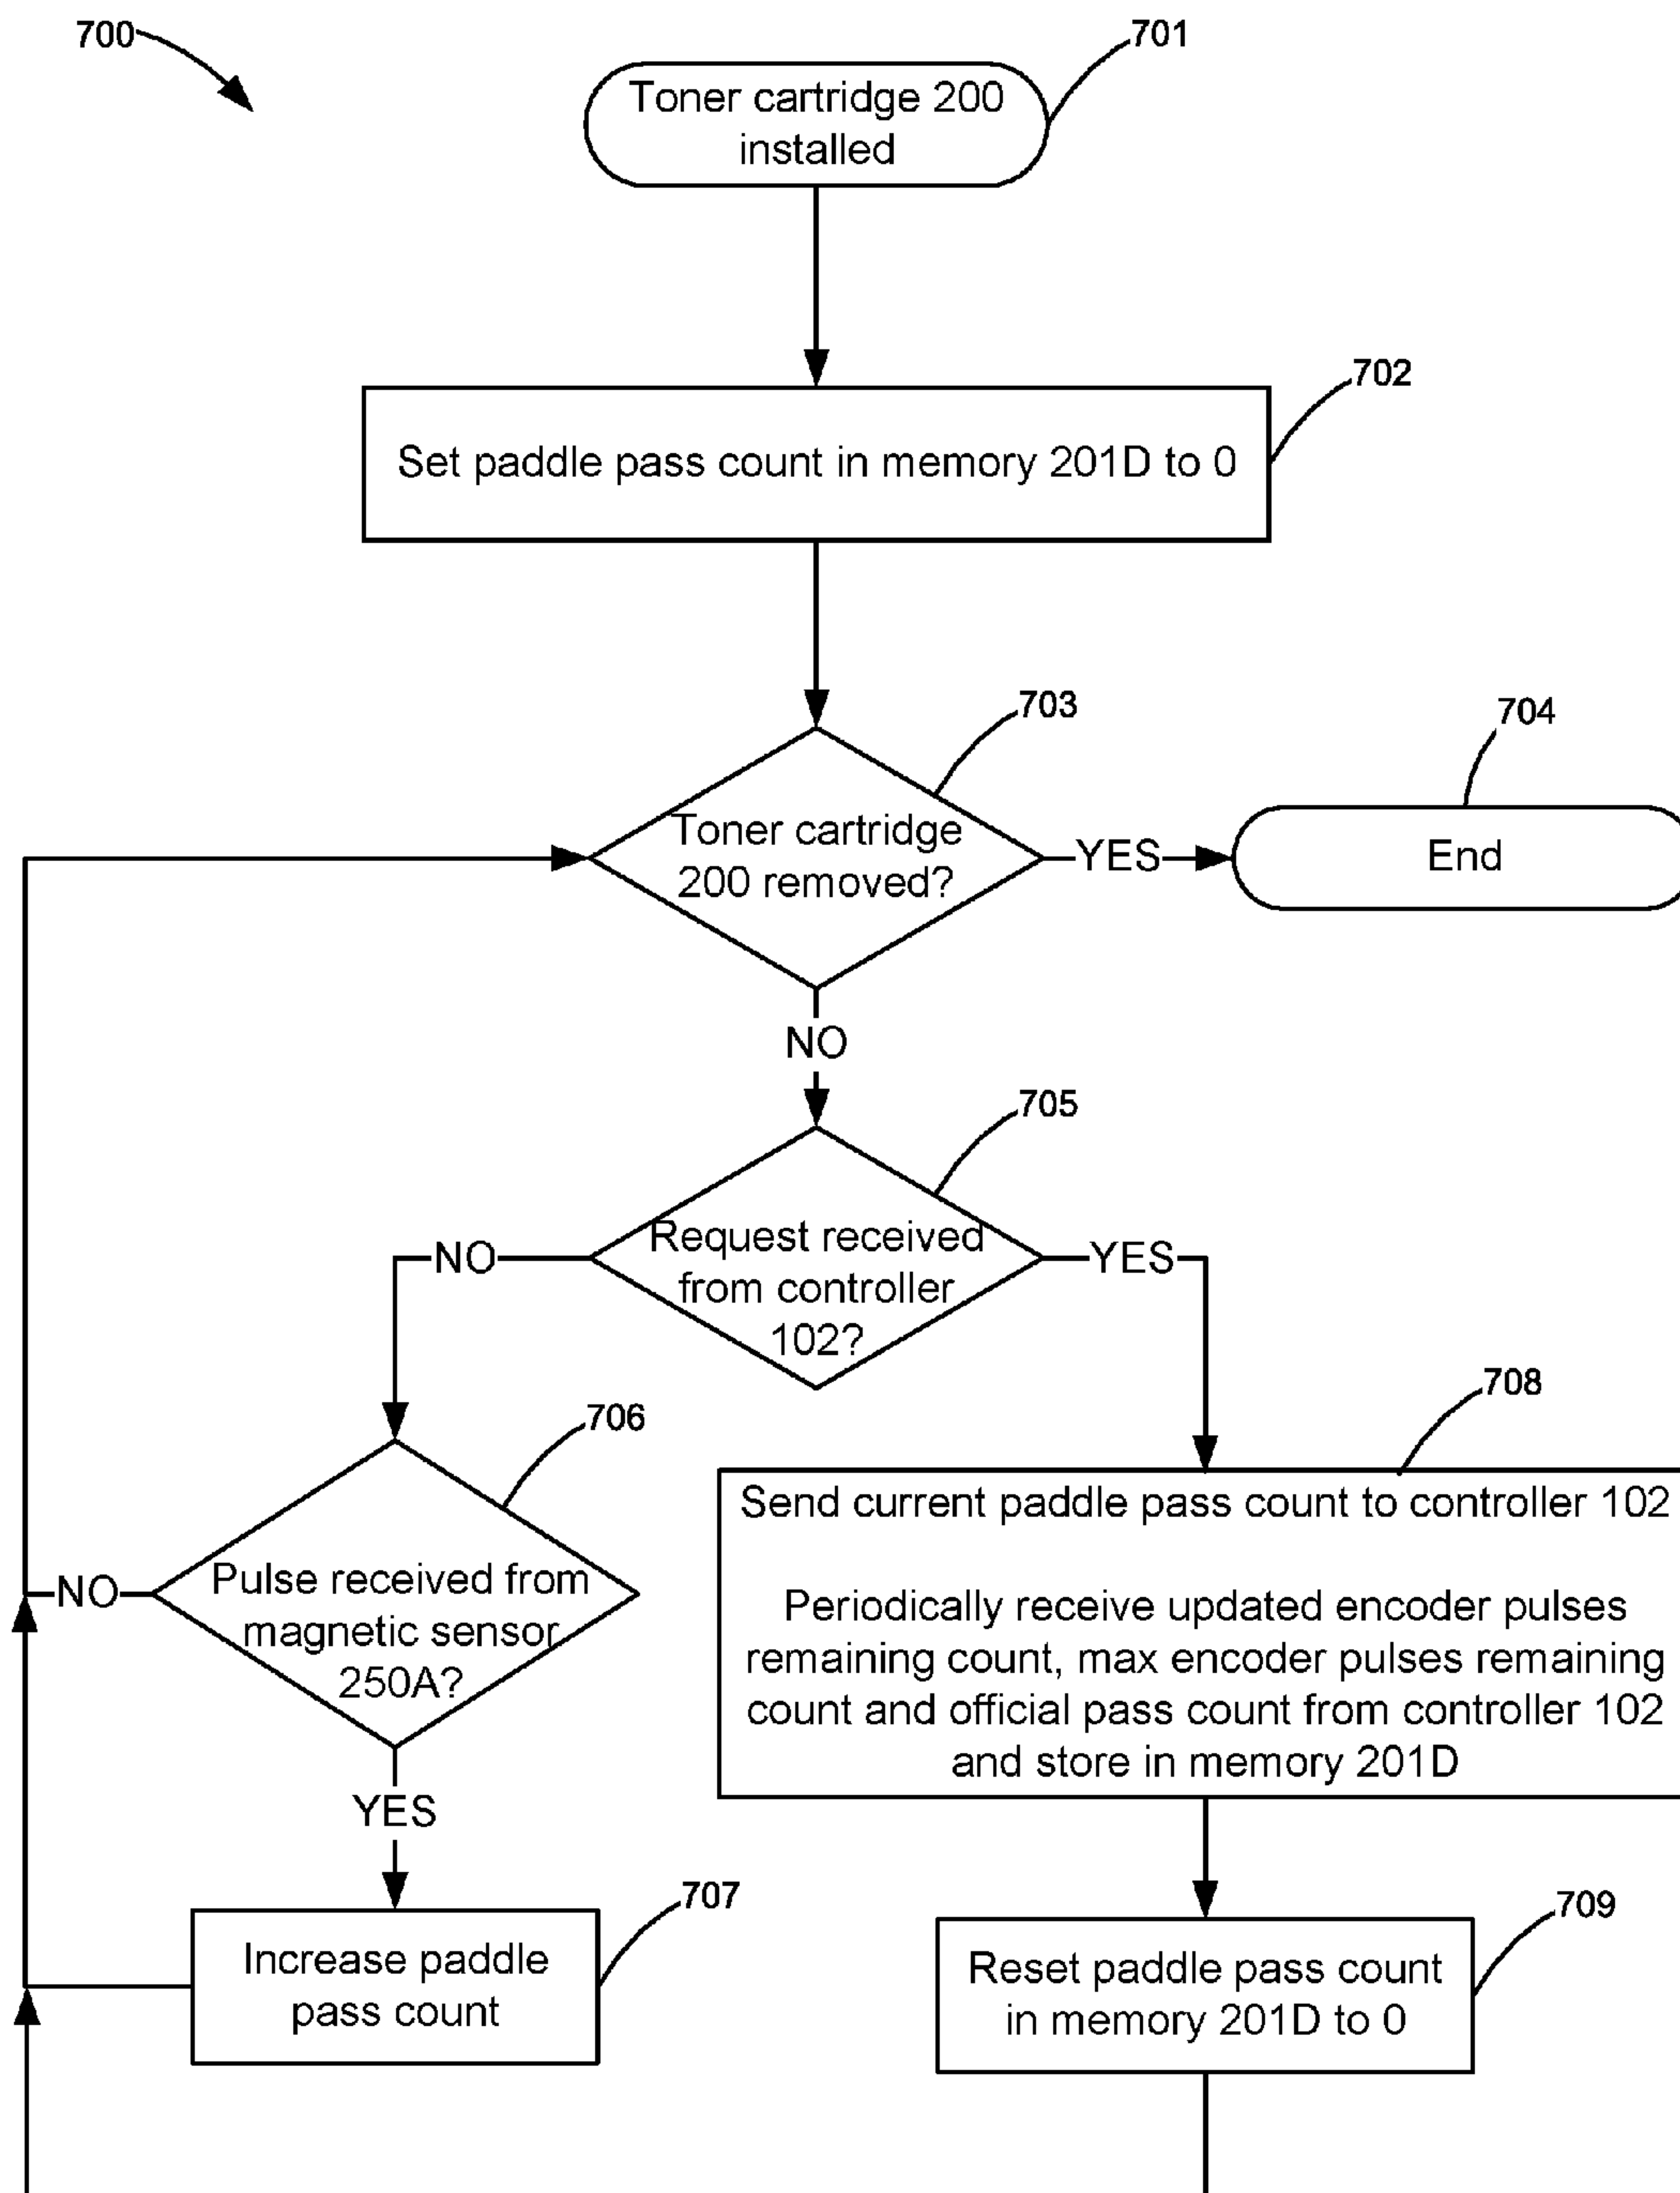 700
701
Toner cartridge 200
installed
702
Set paddle pass count in memory 201D to 0
703
704
Toner cartridge
200 removed?
YES
End
NO
705
Request received
from controller
102?
NO
YES
706
708
Pulse received from
magnetic sensor
250A?
NO
Send current paddle pass count to controller 102
Periodically receive updated encoder pulses
remaining count, max encoder pulses remaining
count and official pass count from controller 102
and store in memory 201D
YES
707
709
Increase paddle
pass count
Reset paddle pass count
in memory 201D to 0